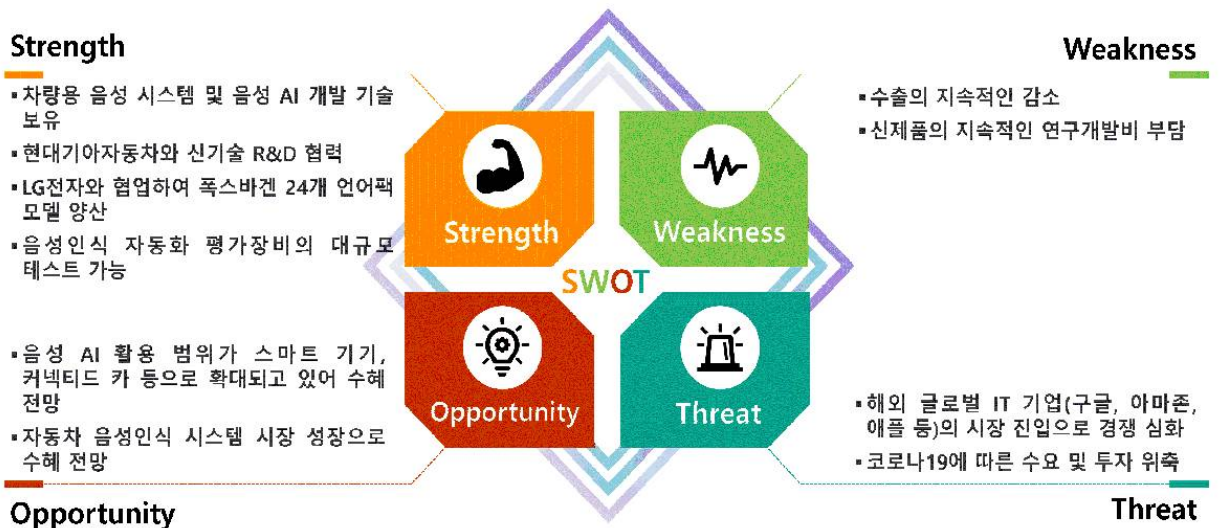 Strength
▪차량용 음성 시스템 및 음성 AI 개발 기술
보유
▪현대기아자동차와 신기술 R&D 협력
▪LG전자와 협업하여 폭스바겐 24개 언어팩
모델 양산
▪음성인식 자동화 평가장비의 대규모
테스트 가능
Weakness
▪수출의 지속적인 감소
▪신제품의 지속적인 연구개발비 부담
Strength
Weakness
SWOT
Opportunity
Threat
▪음성 AI 활용 범위가 스마트 기기,
커넥티드 카 등으로 확대되고 있어 수혜
전망
▪자동차 음성인식 시스템 시장 성장으로
수혜 전망
Opportunity
▪해외 글로벌 IT 기업(구글, 아마존,
애플 등)의 시장 진입으로 경쟁 심화
▪코로나19에 따른 수요 및 투자 위축
Threat